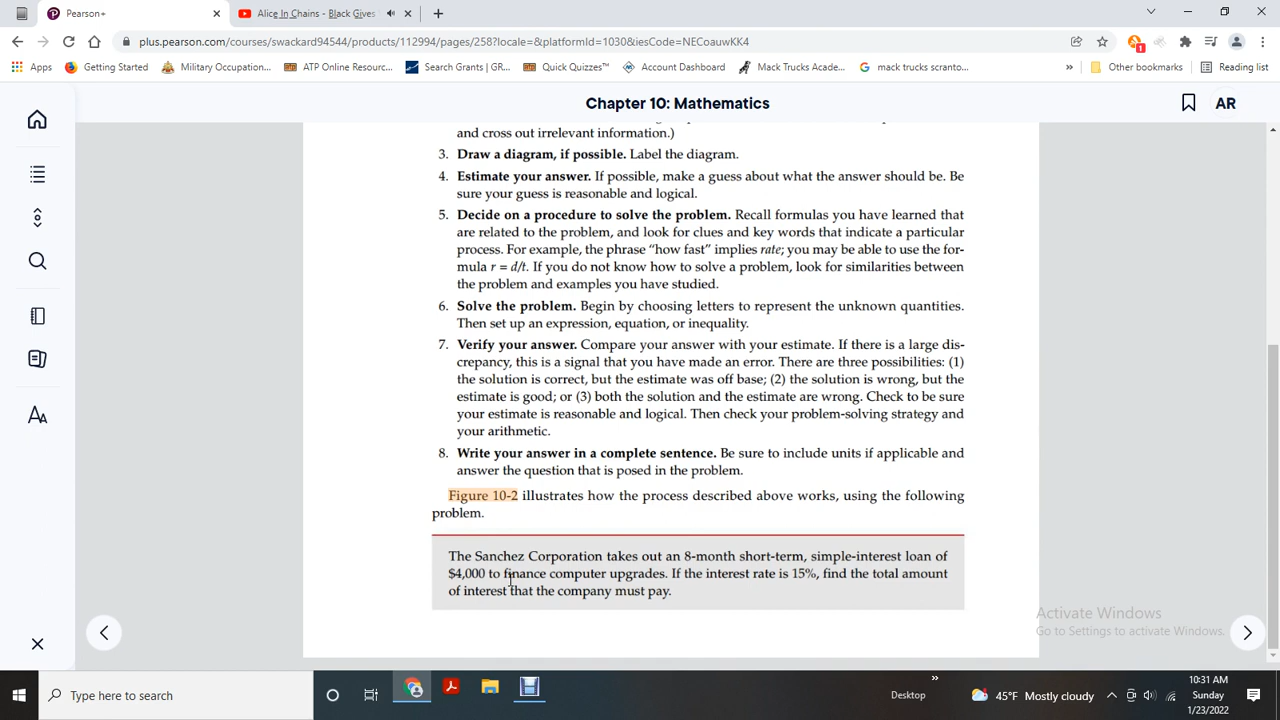 Pearson+
Alice In Chains - Black Gives
plus.pearson.com/courses/swackard94544/products/112994/pages/258?locale=&platformId=1030&iesCode=NECoauwKK4
1
Apps
Getting Started
Military Occupation...
ATP Online Resourc...
Search Grants | GR...
Quick Quizzes™
Account Dashboard
Mack Trucks Acade...
mack trucks scranto...
»
Other bookmarks
Reading list
Chapter 10: Mathematics
AR
and cross out irrelevant information.)
3. Draw a diagram, if possible. Label the diagram.
4. Estimate your answer. If possible, make a guess about what the answer should be. Be
sure your guess is reasonable and logical.
5. Decide on a procedure to solve the problem. Recall formulas you have learned that
are related to the problem, and look for clues and key words that indicate a particular
process. For example, the phrase "how fast" implies rate; you may be able to use the for-
mula r = d/t. If you do not know how to solve a problem, look for similarities between
the problem and examples you have studied.
6. Solve the problem. Begin by choosing letters to represent the unknown quantities.
Then set up an expression, equation, or inequality.
7. Verify your answer. Compare your answer with your estimate. If there is a large dis-
crepancy, this is a signal that you have made an error. There are three possibilities: (1)
the solution is correct, but the estimate was off base; (2) the solution is wrong, but the
estimate is good; or (3) both the solution and the estimate are wrong. Check to be sure
your estimate is reasonable and logical. Then check your problem-solving strategy and
your arithmetic.
8. Write your answer in a complete sentence. Be sure to include units if applicable and
answer the question that is posed in the problem.
Figure 10-2 illustrates how the process described above works, using the following
problem.
The Sanchez Corporation takes out an 8-month short-term, simple-interest loan of
$4,000 to finance computer upgrades. If the interest rate is 15%, find the total amount
of interest that the company must pay.
Activate Windows
Go to Settings to activate Windows.
Type here to search
Desktop
»
45°F Mostly cloudy
10:31 AM
Sunday
1/23/2022